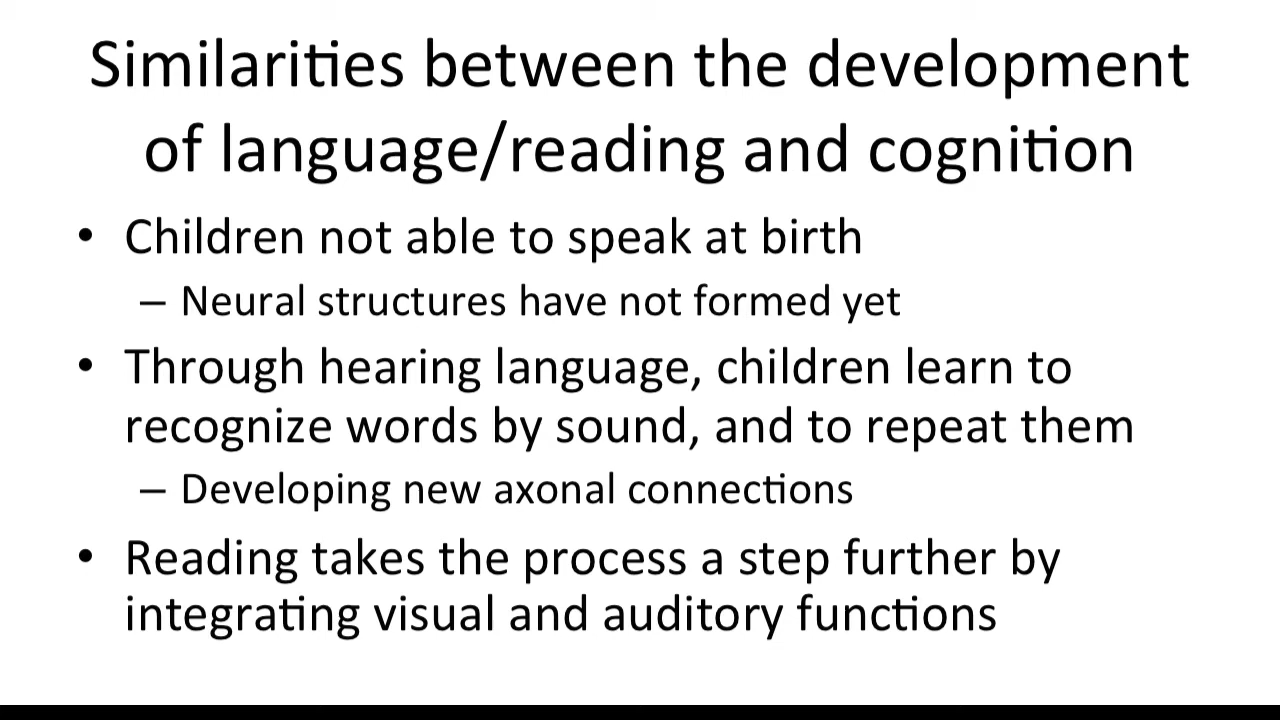 Similarities between the development
of language/reading and cognition
• Children not able to speak at birth
– Neural structures have not formed yet
• Through hearing language, children learn to
recognize words by sound, and to repeat them
– Developing new axonal connections
• Reading takes the process a step further by
integrating visual and auditory functions